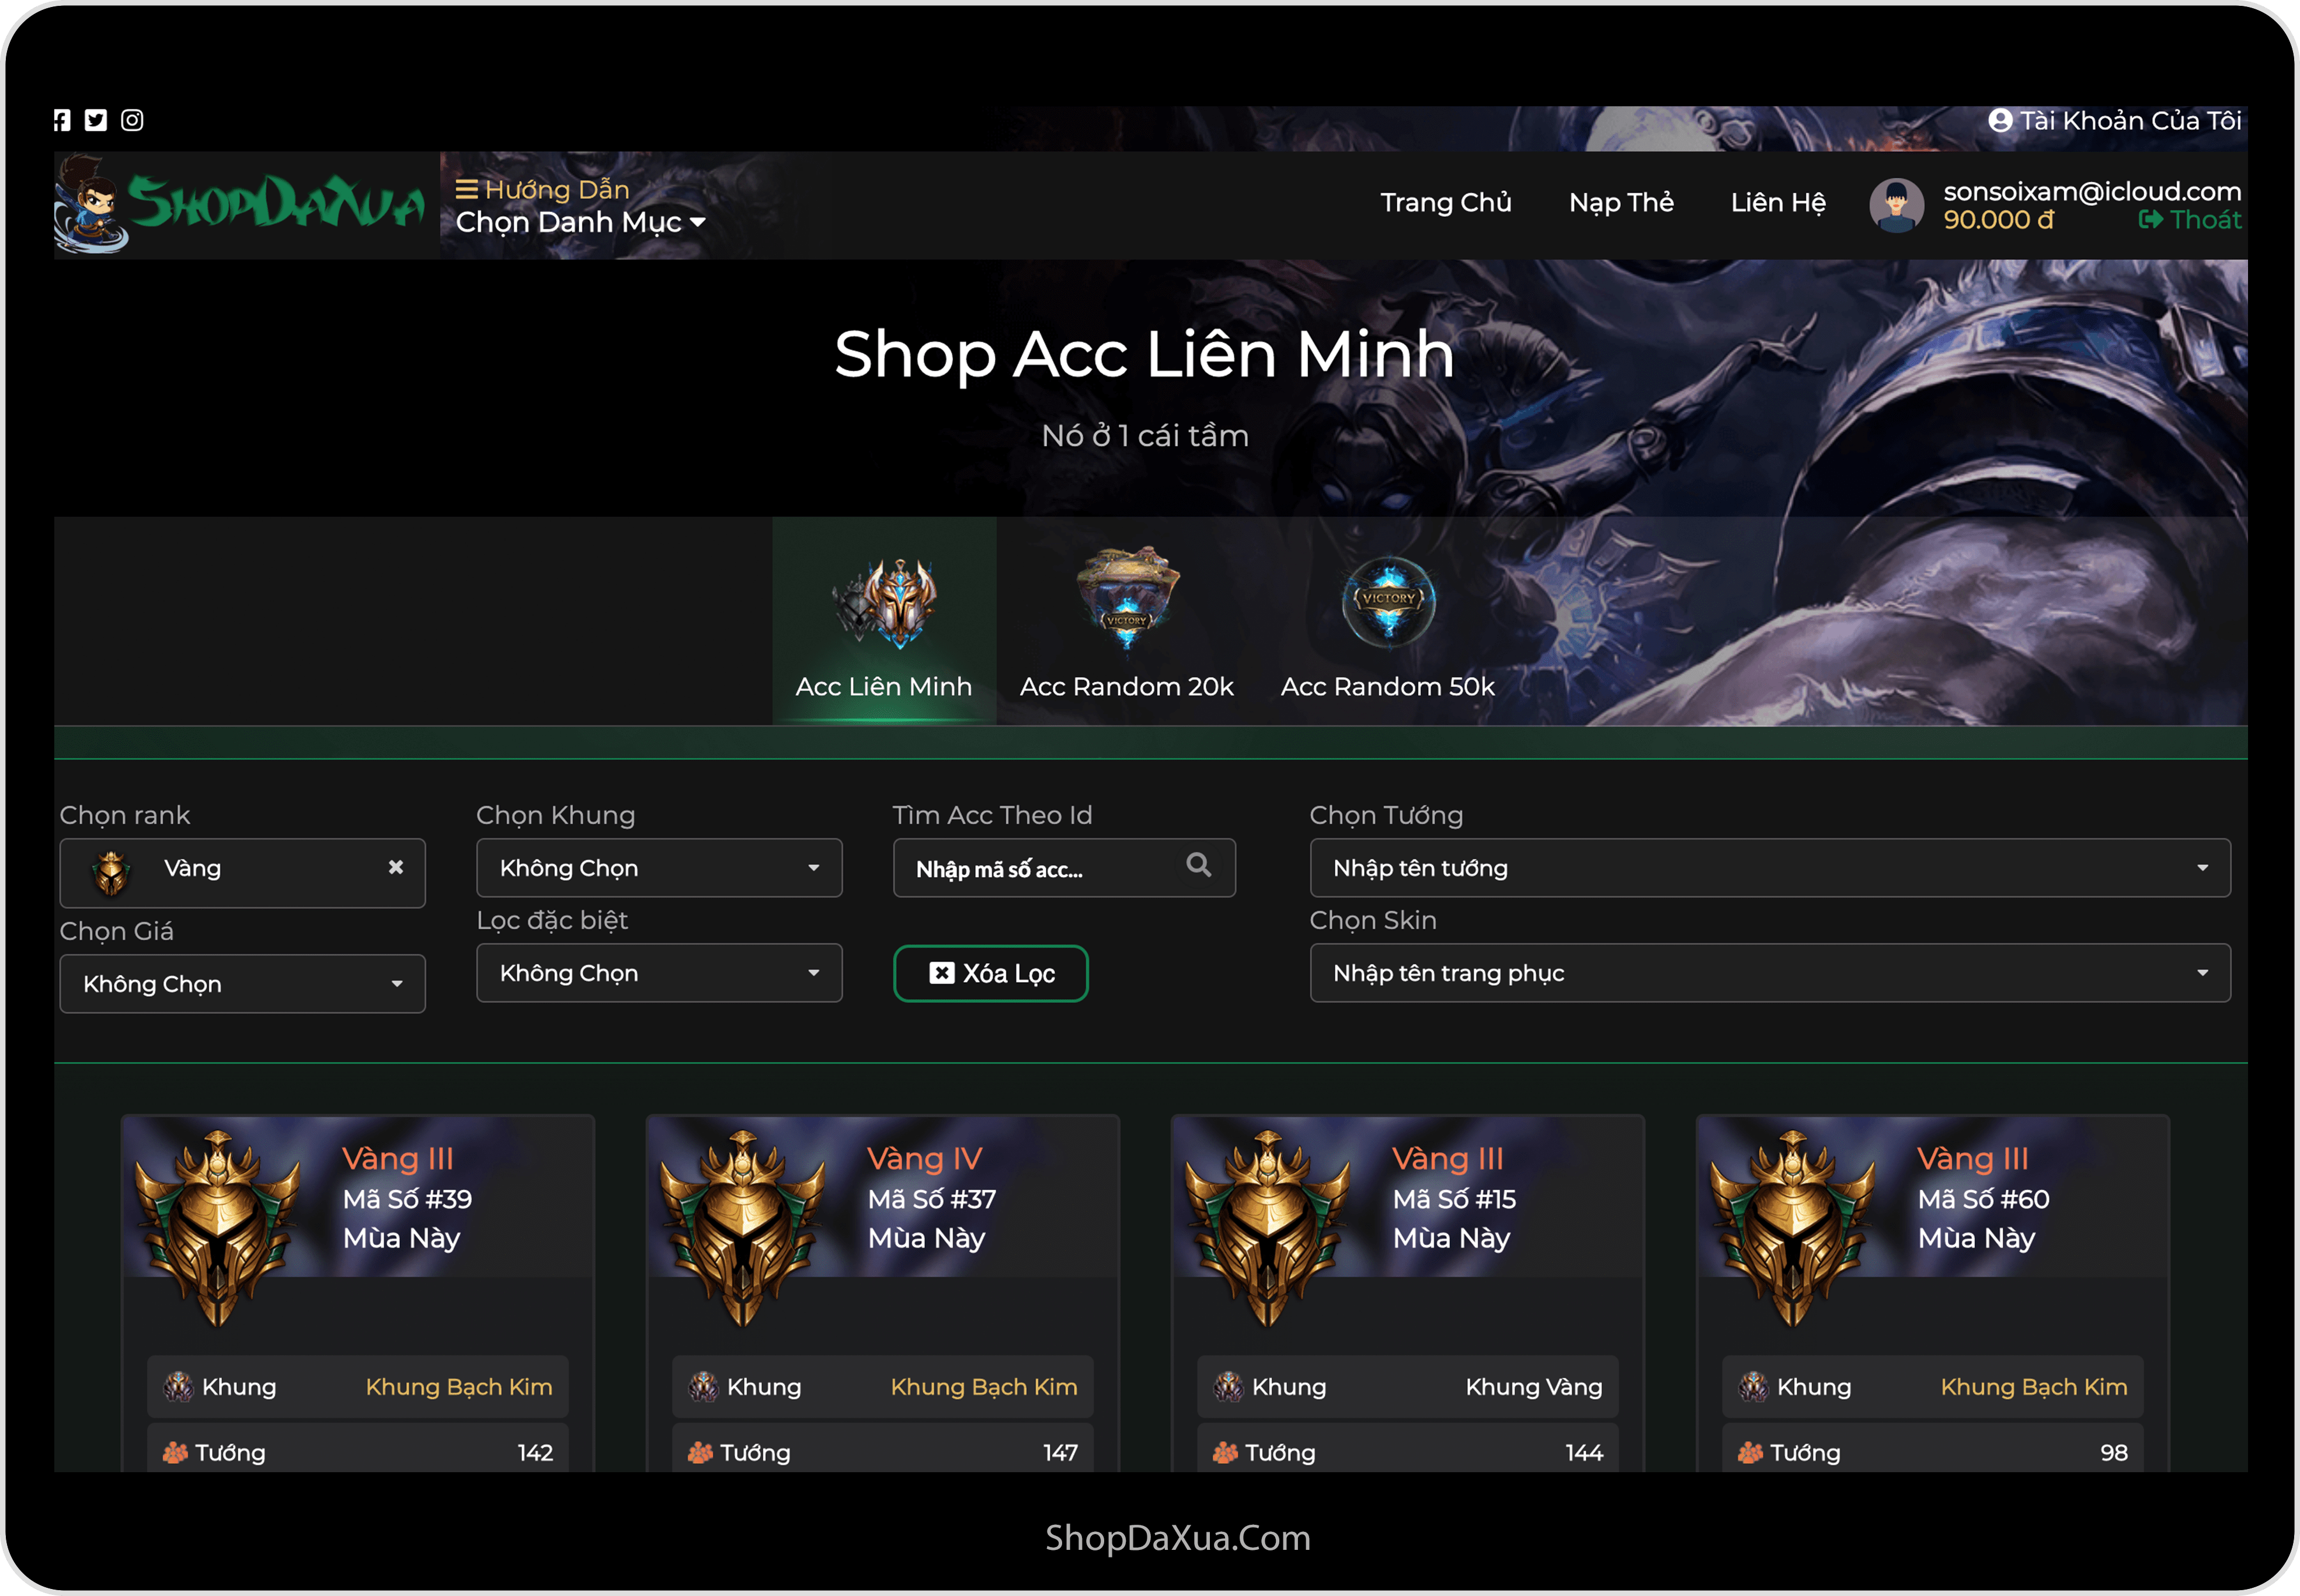 Tài Khoản Của Tôi
SHOPDAXUA
Hướng Dẫn
Chọn Danh Mục
Trang Chủ
Nạp Thẻ
Liên Hệ
sonsoixam@icloud.com
90.000 đ
Thoát
Shop Acc Liên Minh
Nó ở 1 cái tầm
VICTORY
VICTORY
Acc Liên Minh
Acc Random 20k
Acc Random 50k
Chọn rank
Chọn Khung
Tìm Acc Theo Id
Chọn Tướng
Vàng
Không Chọn
Nhập mã số acc...
Nhập tên tướng
Chọn Giá
Lọc đặc biệt
Chọn Skin
Không Chọn
Không Chọn
Xóa Lọc
Nhập tên trang phục
Vàng III
Mã Số #39
Mùa Này
Khung
Khung Bạch Kim
Tướng
142
Vàng IV
Mã Số #37
Mùa Này
Khung
Khung Bạch Kim
Tướng
147
Vàng III
Mã Số #15
Mùa Này
Khung
Khung Vàng
Tướng
144
Vàng III
Mã Số #60
Mùa Này
Khung
Khung Bạch Kim
Tướng
98
ShopDaXua.Com